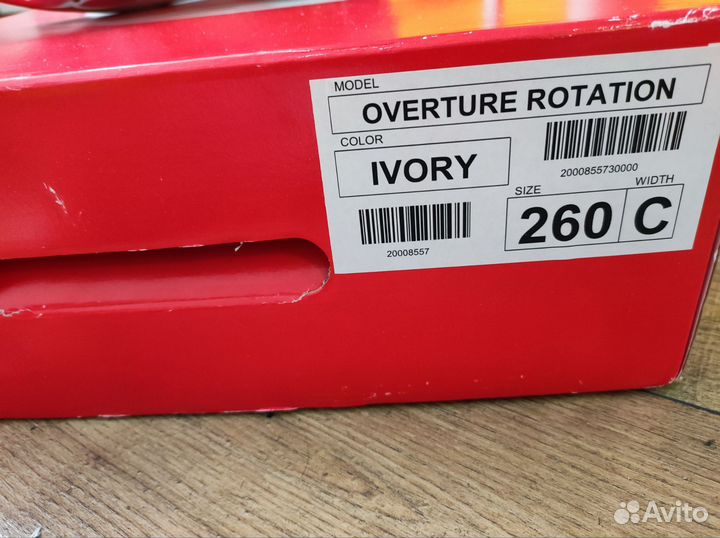 MODEL
OVERTURE ROTATION
COLOR
IVORY
2000855730000
SIZE
WIDTH
260
C
20008557
Avito